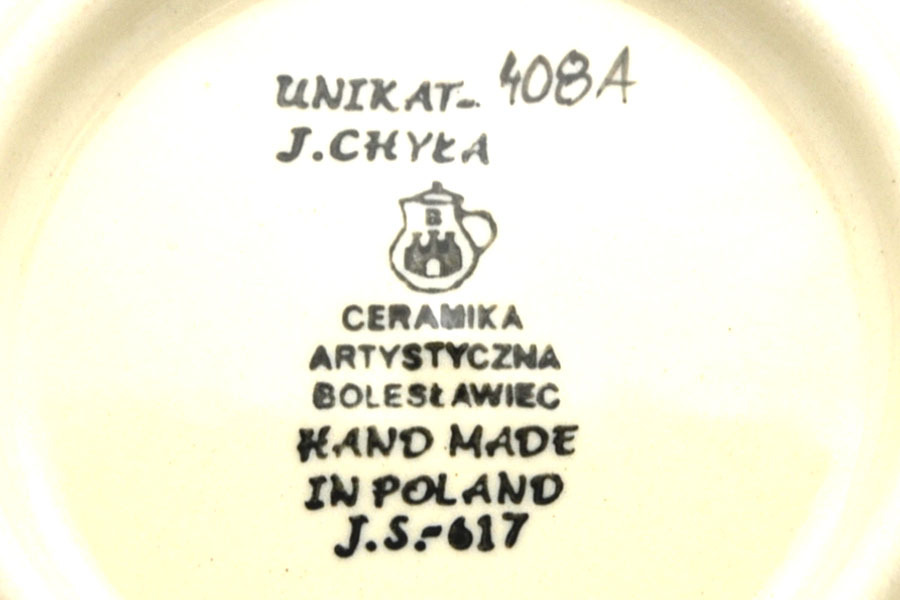 UNIKAT- 408A
J.CHYŁA
B
CERAMIKA
ARTYSTYCZNA
BOLESŁAWIEC
HAND MADE
IN POLAND
J.S.-617